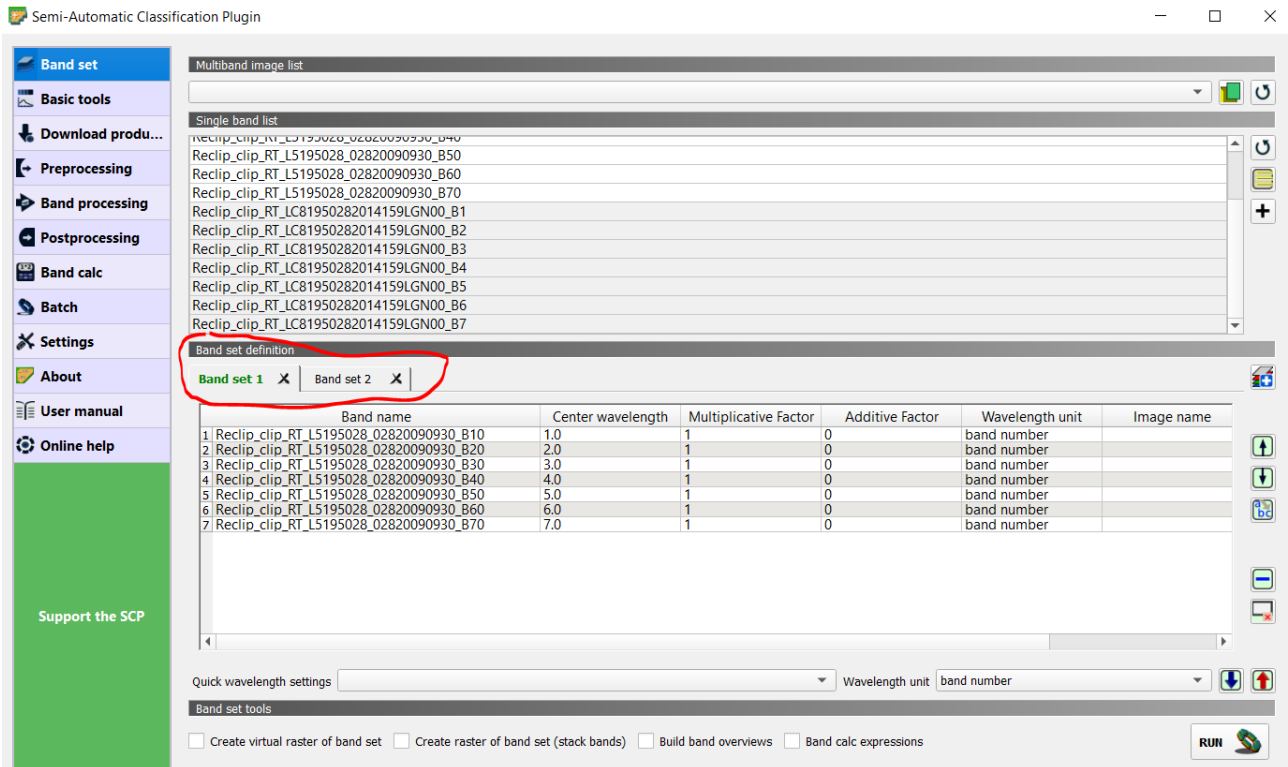 Semi-Automatic Classification Plugin
Band set
Basic tools
Download produ...
Preprocessing
Band processing
Postprocessing
Band calc
Batch
Settings
About
User manual
Online help
Support the SCP
Multiband image list
Single band list
Reclip_clip_RT_L5195028_02820090930_B40
Reclip_clip_RT_L5195028_02820090930_B50
Reclip_clip_RT_L5195028_02820090930_B60
Reclip_clip_RT_L5195028_02820090930_B70
Reclip_clip_RT_LC81950282014159LGN00_B1
Reclip_clip_RT_LC81950282014159LGN00_B2
Reclip_clip_RT_LC81950282014159LGN00_B3
Reclip_clip_RT_LC81950282014159LGN00_B4
Reclip_clip_RT_LC81950282014159LGN00_B5
Reclip_clip_RT_LC81950282014159LGN00_B6
Reclip_clip_RT_LC81950282014159LGN00_B7
Band set definition
Band set 1 Band set 2
Band name Center wavelength Multiplicative Factor Additive Factor Wavelength unit Image name
1 Reclip_clip_RT_L5195028_02820090930_B10 1.0 1 0 band number
2 Reclip_clip_RT_L5195028_02820090930_B20 2.0 1 0 band number
3 Reclip_clip_RT_L5195028_02820090930_B30 3.0 1 0 band number
4 Reclip_clip_RT_L5195028_02820090930_B40 4.0 1 0 band number
5 Reclip_clip_RT_L5195028_02820090930_B50 5.0 1 0 band number
6 Reclip_clip_RT_L5195028_02820090930_B60 6.0 1 0 band number
7 Reclip_clip_RT_L5195028_02820090930_B70 7.0 1 0 band number
Quick wavelength settings Wavelength unit band number
Band set tools
Create virtual raster of band set Create raster of band set (stack bands) Build band overviews Band calc expressions RUN